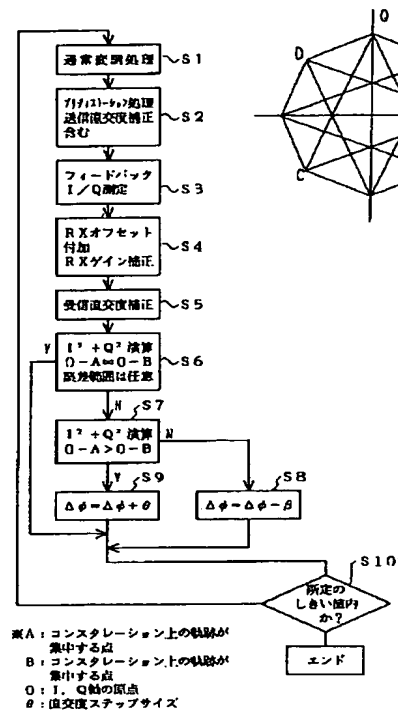 通常変調処理
S1
プリディストーション処理
送信直交度補正
含む
S2
フィードバック
I/Q測定
S3
RXオフセット
付加
RXゲイン補正
S4
受信直交度補正
S5
I²+Q²演算
O-A=O-B
誤差範囲は任意
S6
Y
N
S7
I²+Q²演算
O-A>O-B
N
Y
S9
Δφ=Δφ+θ
S8
Δφ=Δφ-β
S10
所定の
しきい値内
か?
エンド
※A:コンスタレーション上の軌跡が
集中する点
B:コンスタレーション上の軌跡が
集中する点
O:I,Q軸の原点
θ:直交度ステップサイズ
Q
D
C